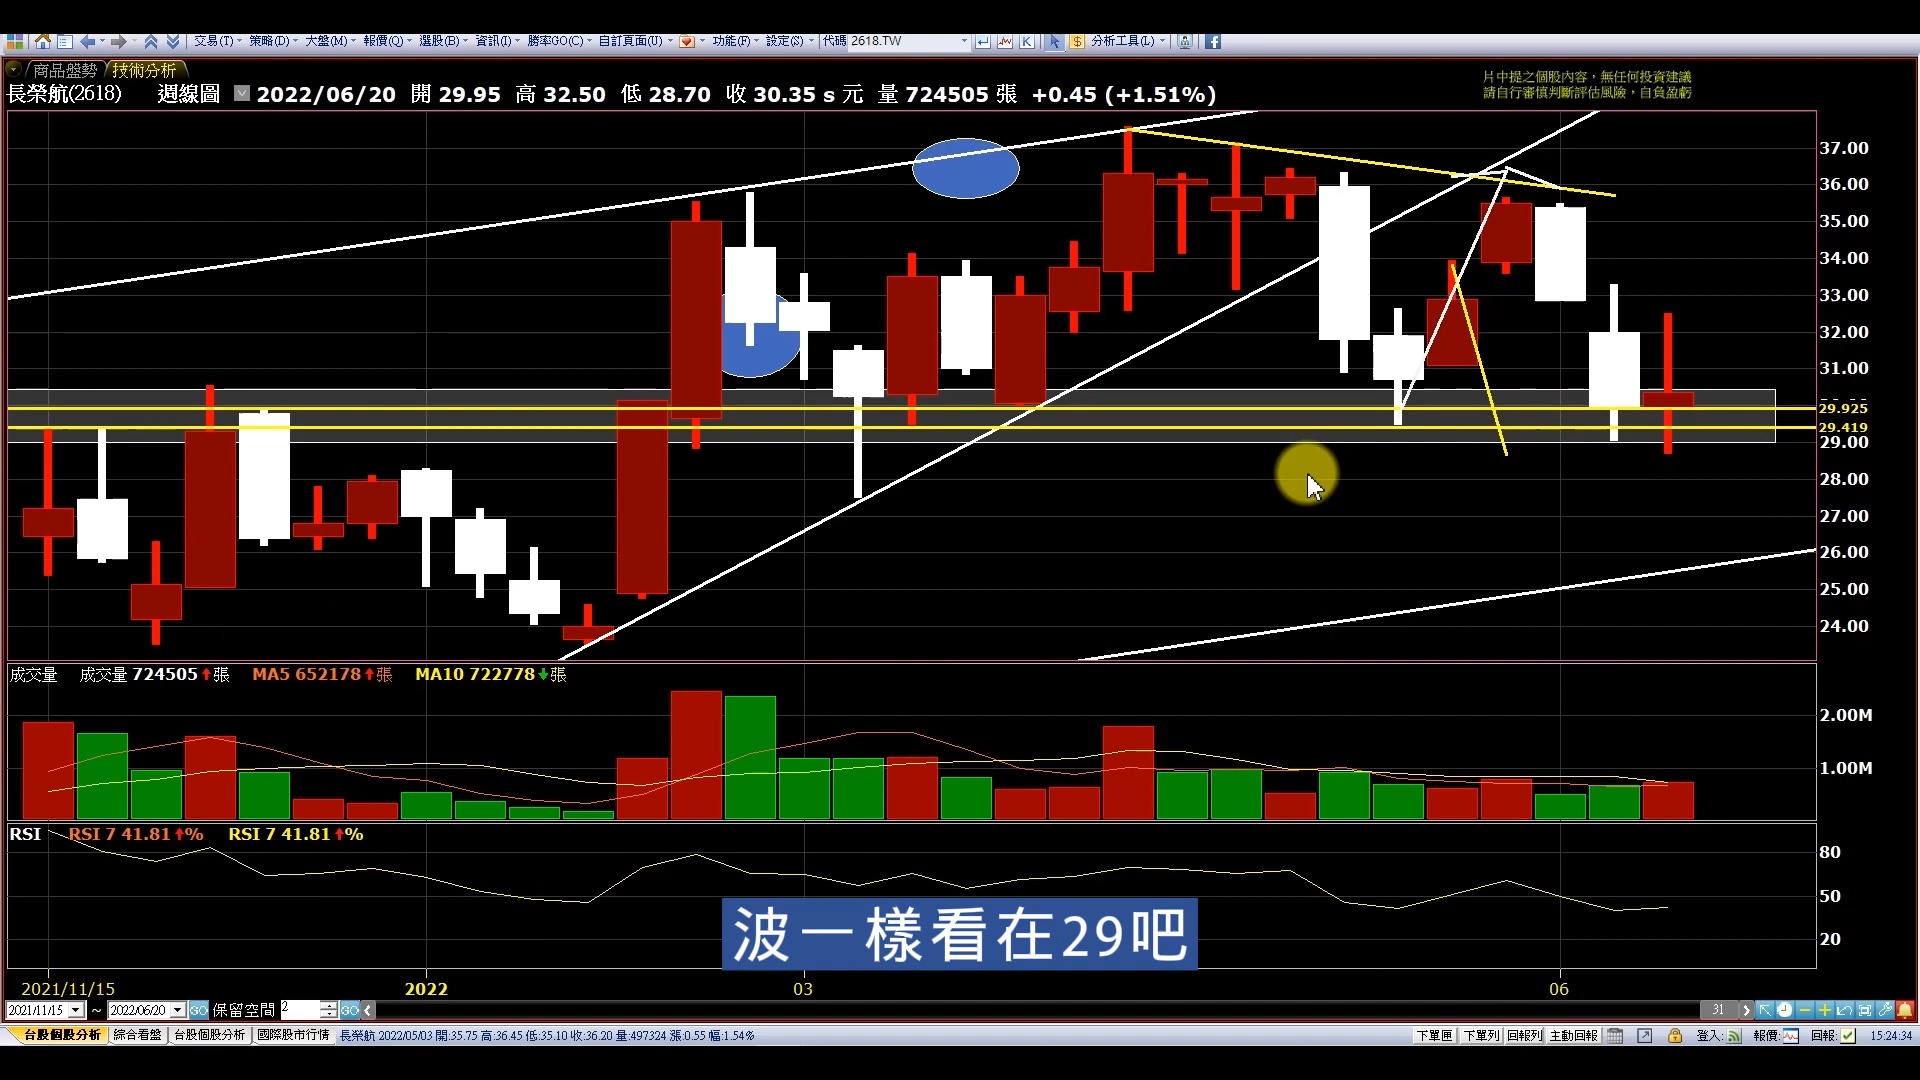 交易(T) 策略(D) 大盤(M) 報價(Q) 選股(B) 資訊(I) 勝率GO(C) 自訂頁面(U) 功能(F) 設定(S) 代碼 2618.TW K $ 分析工具(L)
商品盤勢 技術分析
長榮航(2618) 週線圖 2022/06/20 開 29.95 高 32.50 低 28.70 收 30.35 s 元 量 724505 張 +0.45 (+1.51%)
片中提之個股內容，無任何投資建議
請自行審慎判斷評估風險，自負盈虧
37.00
36.00
35.00
34.00
33.00
32.00
31.00
29.925
29.419
29.00
28.00
27.00
26.00
25.00
24.00
成交量 成交量 724505 張 MA5 652178 張 MA10 722778 張
2.00M
1.00M
RSI RSI 7 41.81 % RSI 7 41.81 %
80
50
20
波一樣看在29吧
2021/11/15 2022 03 06
2021/11/15 ~ 2022/06/20 GO 保留空間 2 GO 31
台股個股分析 綜合看盤 台股個股分析 國際股市行情 長榮航 2022/05/03 開:35.75 高:36.45 低:35.10 收:36.20 量:497324 漲:0.55 幅:1.54% 下單匣 下單列 回報列 主動回報 登入: 報價: 回報: 15:24:34